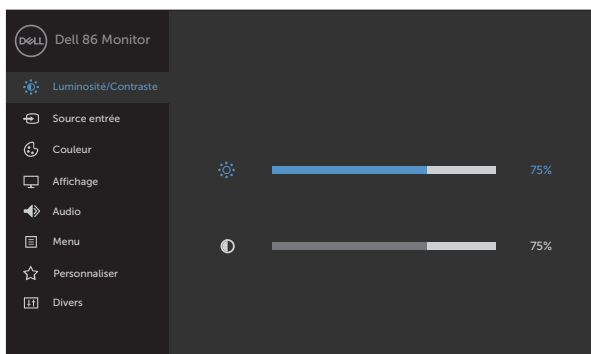 DELL
Dell 86 Monitor
Luminosité/Contraste
Source entrée
Couleur
Affichage
Audio
Menu
Personnaliser
Divers
75%
75%